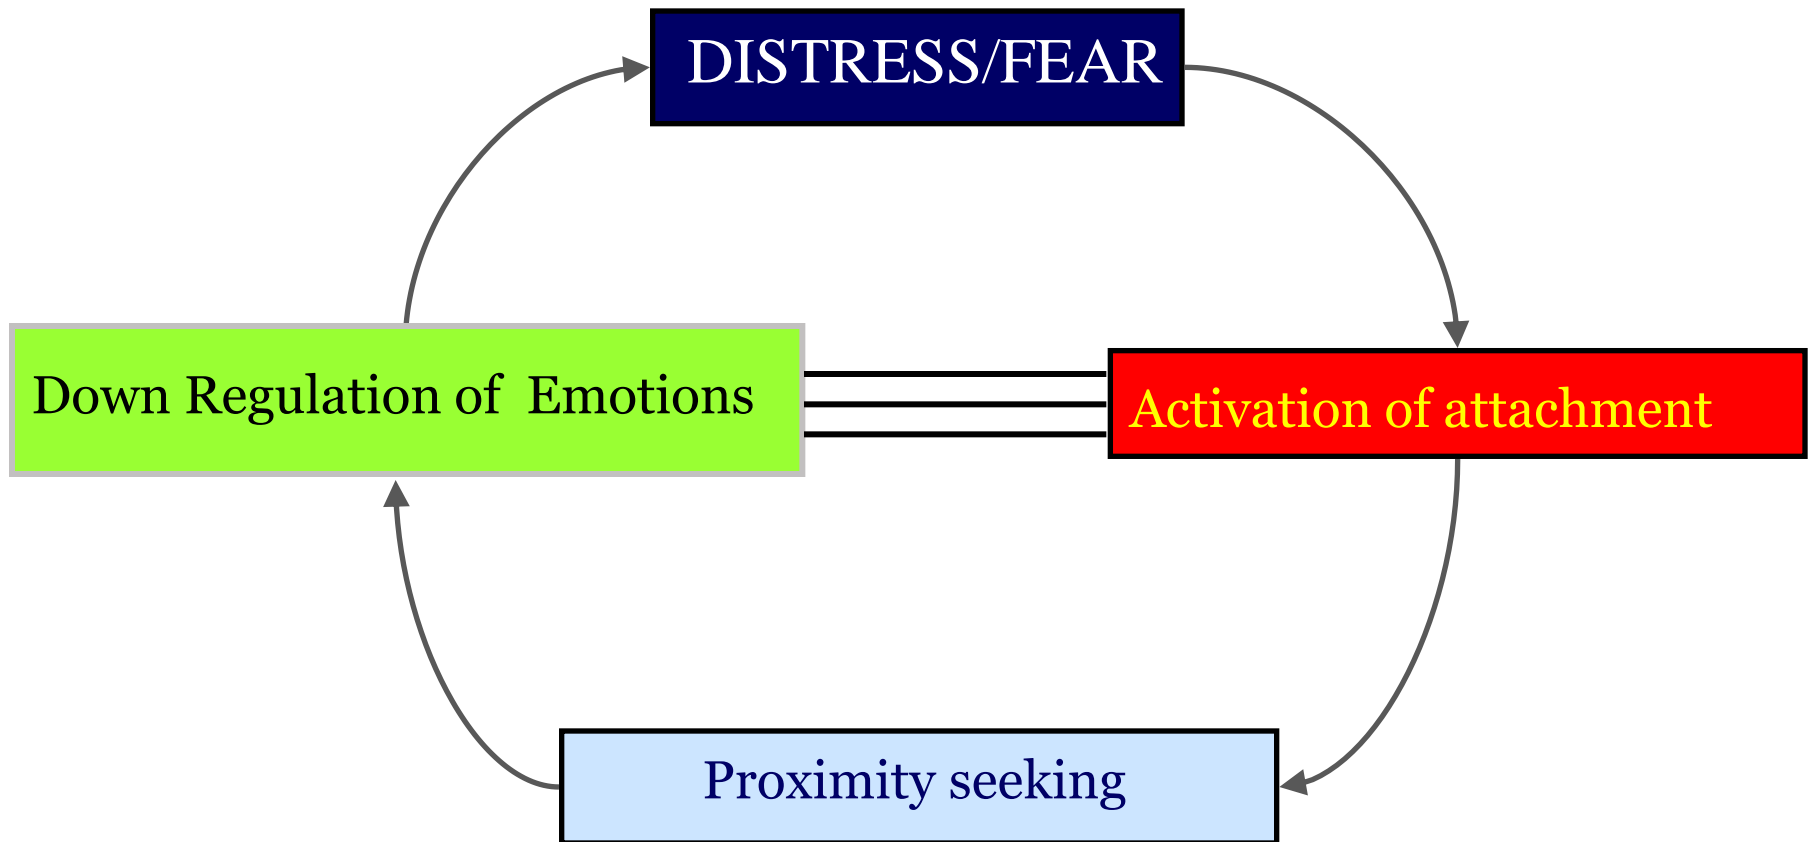 DISTRESS/FEAR
Down Regulation of  Emotions
Activation of attachment
Proximity seeking